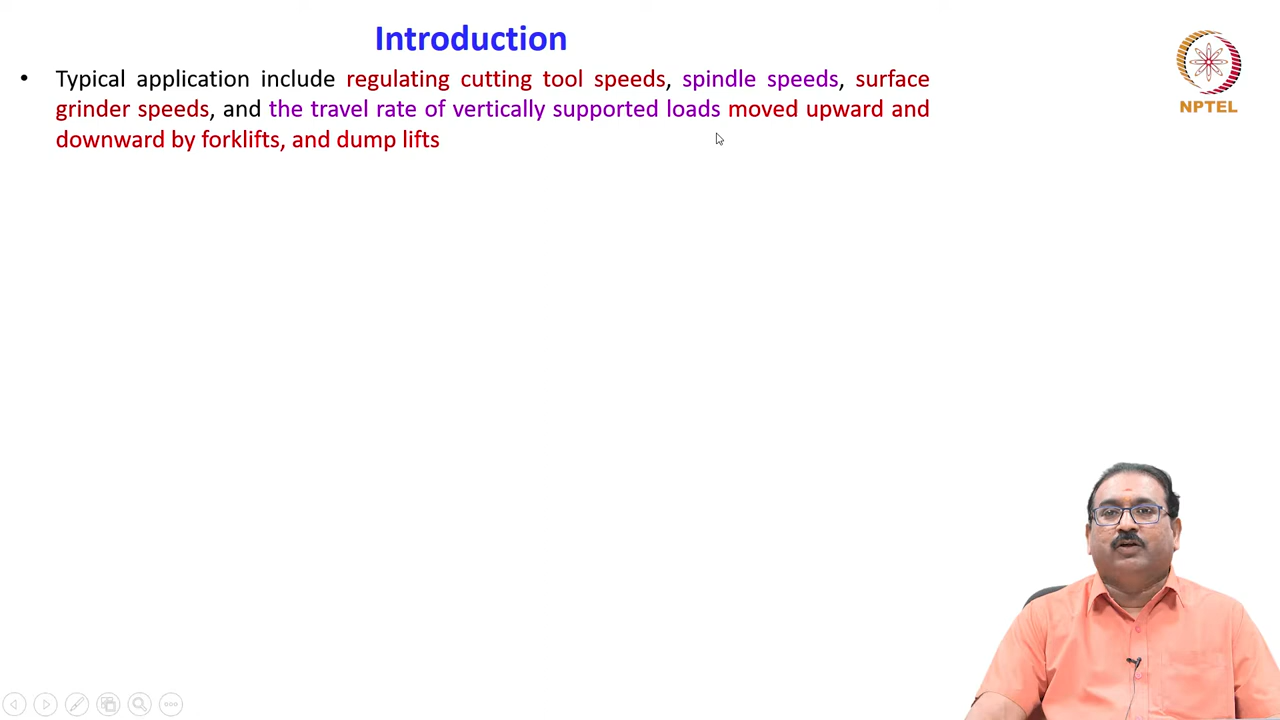 Introduction
• Typical application include regulating cutting tool speeds, spindle speeds, surface
grinder speeds, and the travel rate of vertically supported loads moved upward and
downward by forklifts, and dump lifts
NPTEL